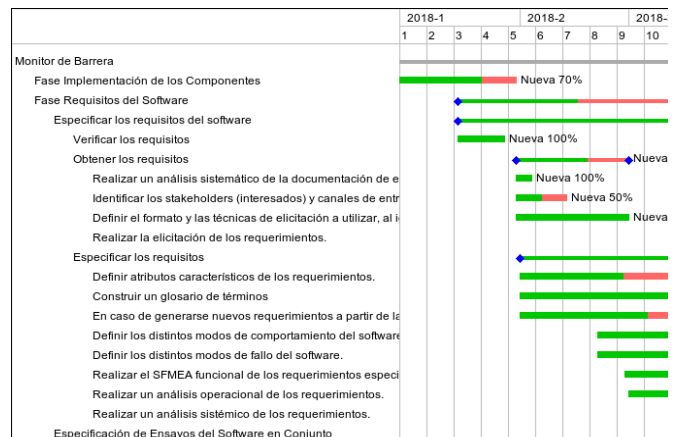 2018-1 2018-2 2018-
1 2 3 4 5 6 7 8 9 10
Monitor de Barrera
Fase Implementación de los Componentes Nueva 70%
Fase Requisitos del Software
Especificar los requisitos del software
Verificar los requisitos Nueva 100%
Obtener los requisitos Nueva
Realizar un análisis sistemático de la documentación de e Nueva 100%
Identificar los stakeholders (interesados) y canales de entr Nueva 50%
Definir el formato y las técnicas de elicitación a utilizar, al i Nueva
Realizar la elicitación de los requerimientos.
Especificar los requisitos
Definir atributos característicos de los requerimientos.
Construir un glosario de términos
En caso de generarse nuevos requerimientos a partir de la
Definir los distintos modos de comportamiento del software
Definir los distintos modos de fallo del software.
Realizar el SFMEA funcional de los requerimientos especi
Realizar un análisis operacional de los requerimientos.
Realizar un análisis sistémico de los requerimientos.
Especificación de Ensayos del Software en Conjunto